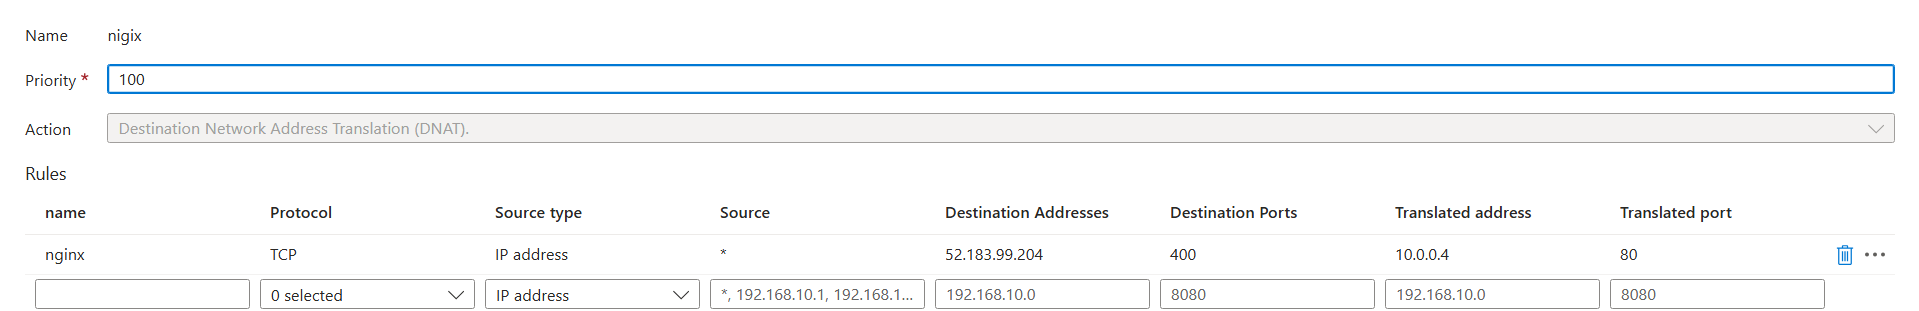 Name nigix
Priority * 100
Action Destination Network Address Translation (DNAT).
Rules
name Protocol Source type Source Destination Addresses Destination Ports Translated address Translated port
nginx TCP IP address * 52.183.99.204 400 10.0.0.4 80
0 selected IP address *, 192.168.10.1, 192.168.1... 192.168.10.0 8080 192.168.10.0 8080